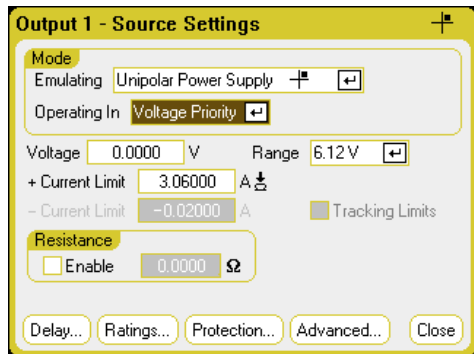 Output 1 - Source Settings
Mode
Emulating Unipolar Power Supply
Operating In Voltage Priority
Voltage 0.0000 V Range 6.12 V
+ Current Limit 3.06000 A
- Current Limit -0.02000 A Tracking Limits
Resistance
Enable 0.0000 Ω
Delay... Ratings... Protection... Advanced... Close